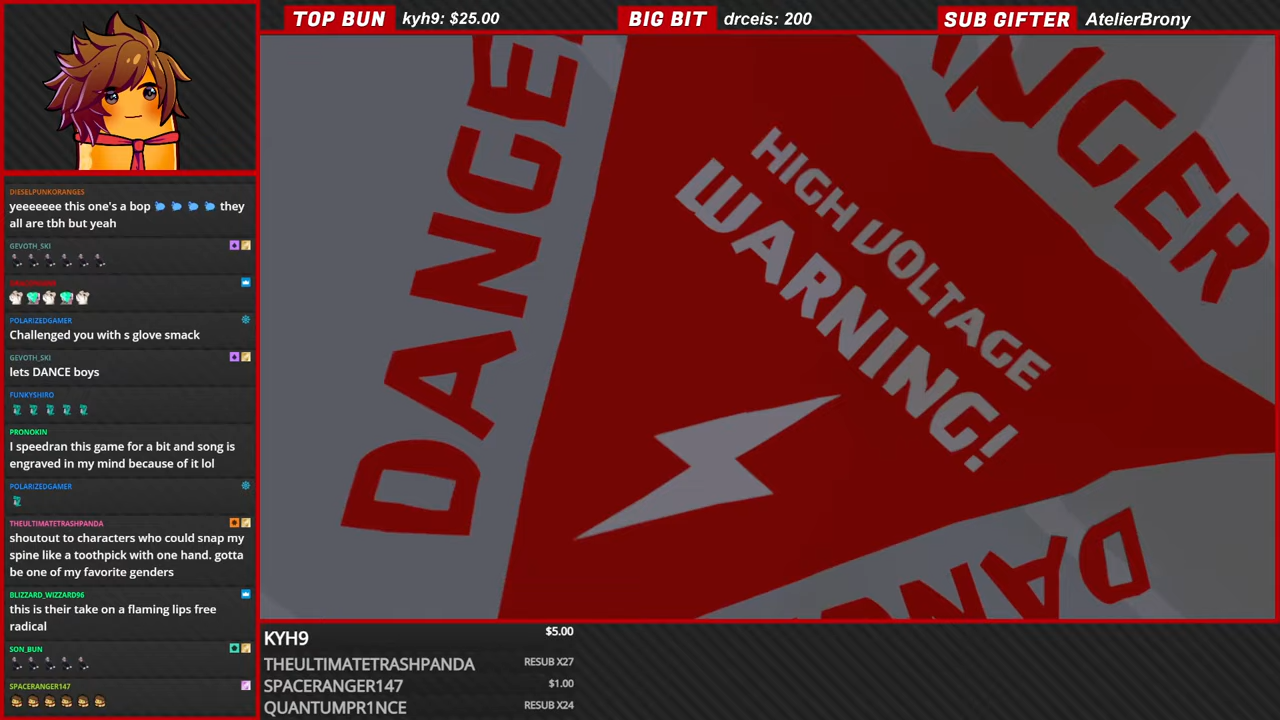 TOP BUN kyh9: $25.00 BIG BIT drceis: 200 SUB GIFTER AtelierBrony
DIESELPUNKORANGES
yeeeeeee this one's a bop they
all are tbh but yeah
GEVOTH_SKI
POLARIZEDGAMER
Challenged you with s glove smack
GEVOTH_SKI
lets DANCE boys
FUNKYSHIRO
PRONOKIN
I speedran this game for a bit and song is
engraved in my mind because of it lol
POLARIZEDGAMER
THEULTIMATETRASHPANDA
shoutout to characters who could snap my
spine like a toothpick with one hand. gotta
be one of my favorite genders
BLIZZARD_WIZZARD96
this is their take on a flaming lips free
radical
SON_BUN
SPACERANGER147
DANGE
HIGH VOLTAGE
WARNING!
NGER
DANG
KYH9 $5.00
THEULTIMATETRASHPANDA RESUB X27
SPACERANGER147 $1.00
QUANTUMPR1NCE RESUB X24